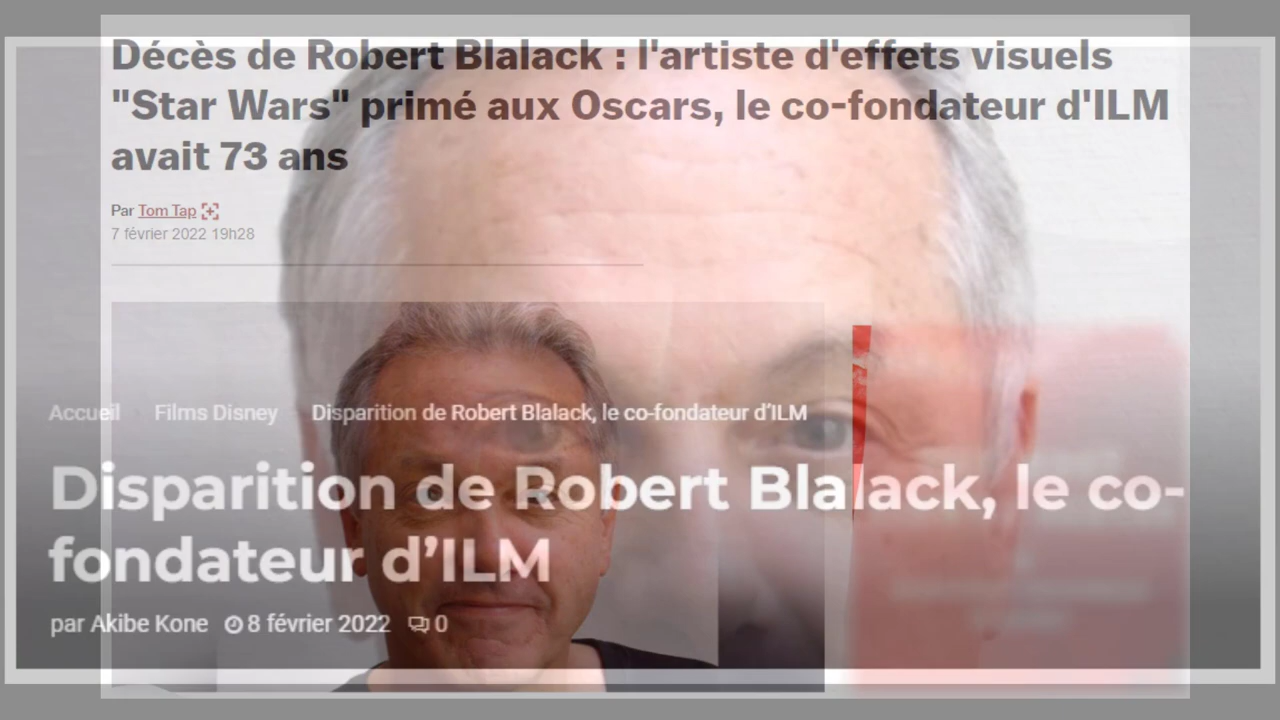 Décès de Robert Blalack : l'artiste d'effets visuels
"Star Wars" primé aux Oscars, le co-fondateur d'ILM
avait 73 ans
Par Tom Tap
7 février 2022 19h28
Accueil Films Disney Disparition de Robert Blalack, le co-fondateur d’ILM
Disparition de Robert Blalack, le co-
fondateur d’ILM
par Akibe Kone 8 février 2022 0